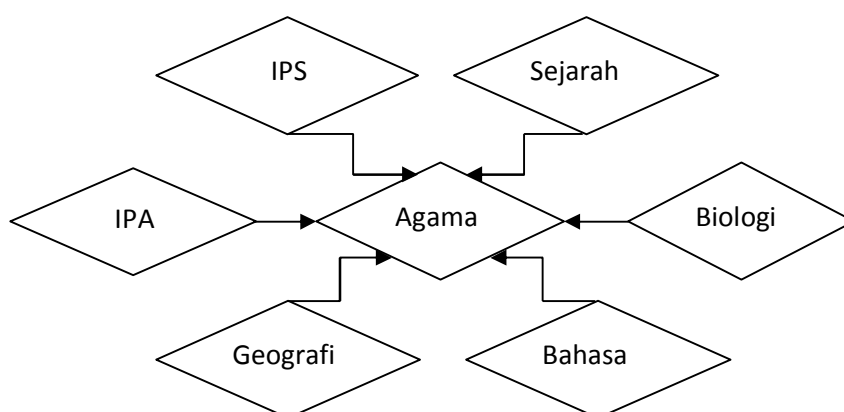 IPS
Sejarah
IPA
Agama
Biologi
Geografi
Bahasa